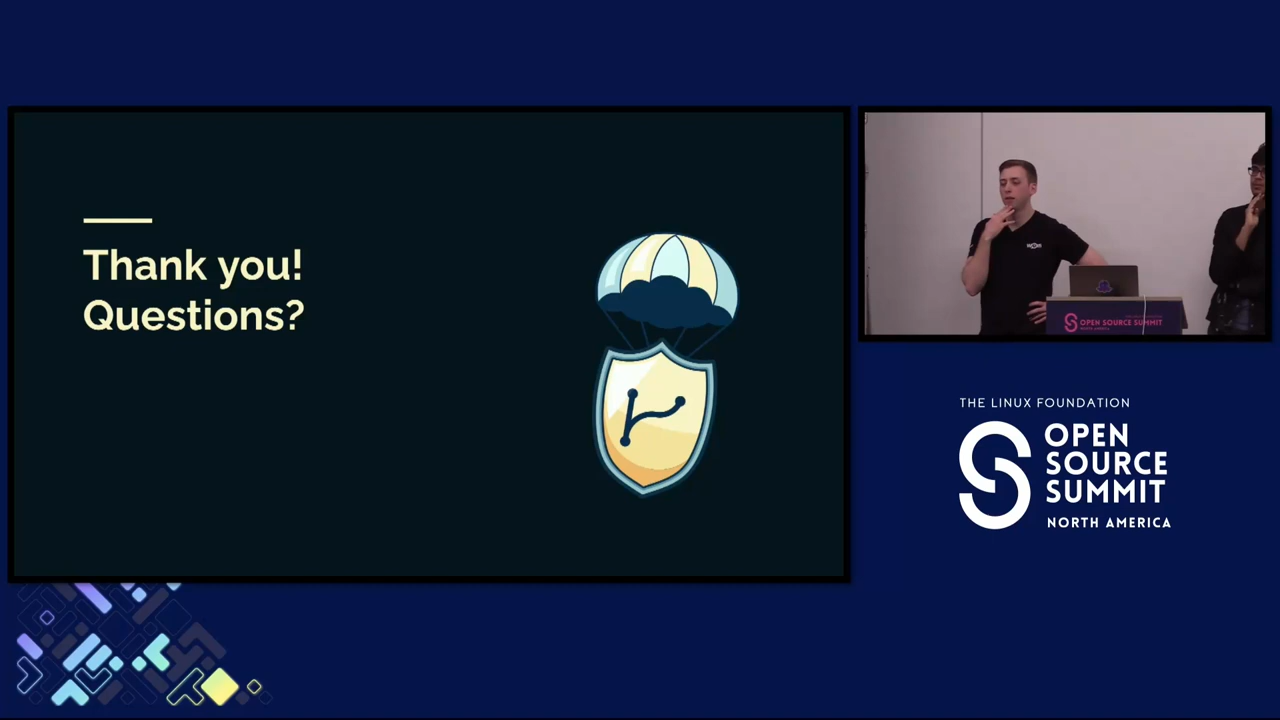 Thank you!
Questions?
OPEN SOURCE SUMMIT
THE LINUX FOUNDATION
OPEN
SOURCE
SUMMIT
NORTH AMERICA